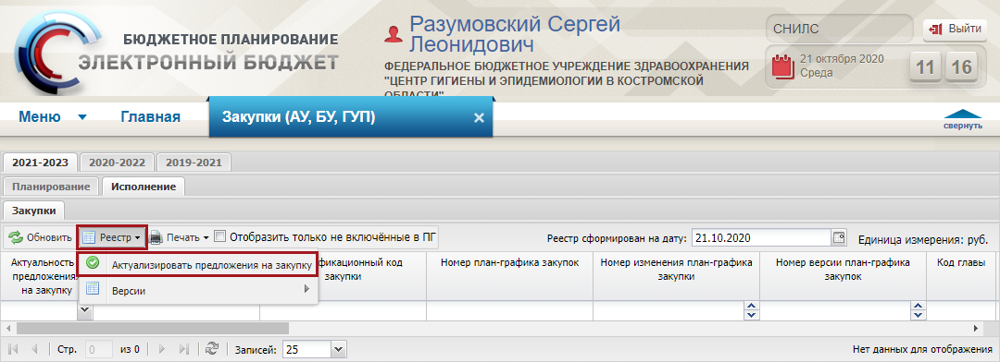 БЮДЖЕТНОЕ ПЛАНИРОВАНИЕ
ЭЛЕКТРОННЫЙ БЮДЖЕТ
Разумовский Сергей
Леонидович
ФЕДЕРАЛЬНОЕ БЮДЖЕТНОЕ УЧРЕЖДЕНИЕ ЗДРАВООХРАНЕНИЯ
"ЦЕНТР ГИГИЕНЫ И ЭПИДЕМИОЛОГИИ В КОСТРОМСКОЙ
ОБЛАСТИ"
СНИЛС
Выйти
21 октября 2020
Среда
11 16
Меню Главная Закупки (АУ, БУ, ГУП)
свернуть
2021-2023 2020-2022 2019-2021
Планирование Исполнение
Закупки
Обновить Реестр Печать Отобразить только не включённые в ПГ Реестр сформирован на дату: 21.10.2020 Единица измерения: руб.
Актуализировать предложения на закупку
Версии
Актуальность
предложения
на закупку
фикационный код
закупки
Номер план-графика закупок
Номер изменения план-графика
закупки
Номер версии план-графика
закупок
Код главы
Стр. 0 из 0 Записей: 25 Нет данных для отображения